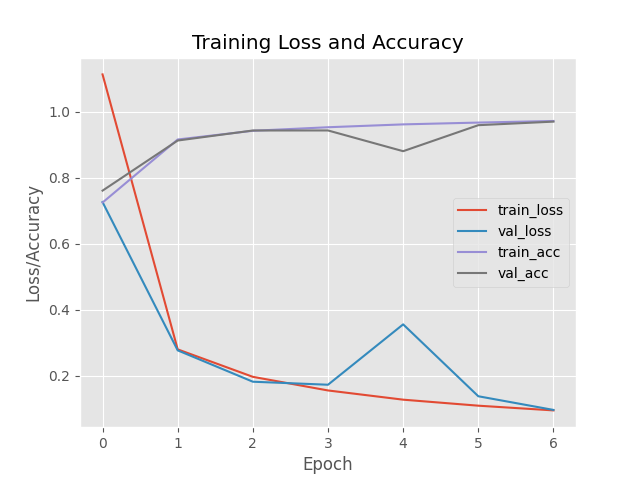 Training Loss and Accuracy
Loss/Accuracy
1.0
0.8
0.6
0.4
0.2
train_loss
val_loss
train_acc
val_acc
0 1 2 3 4 5 6
Epoch